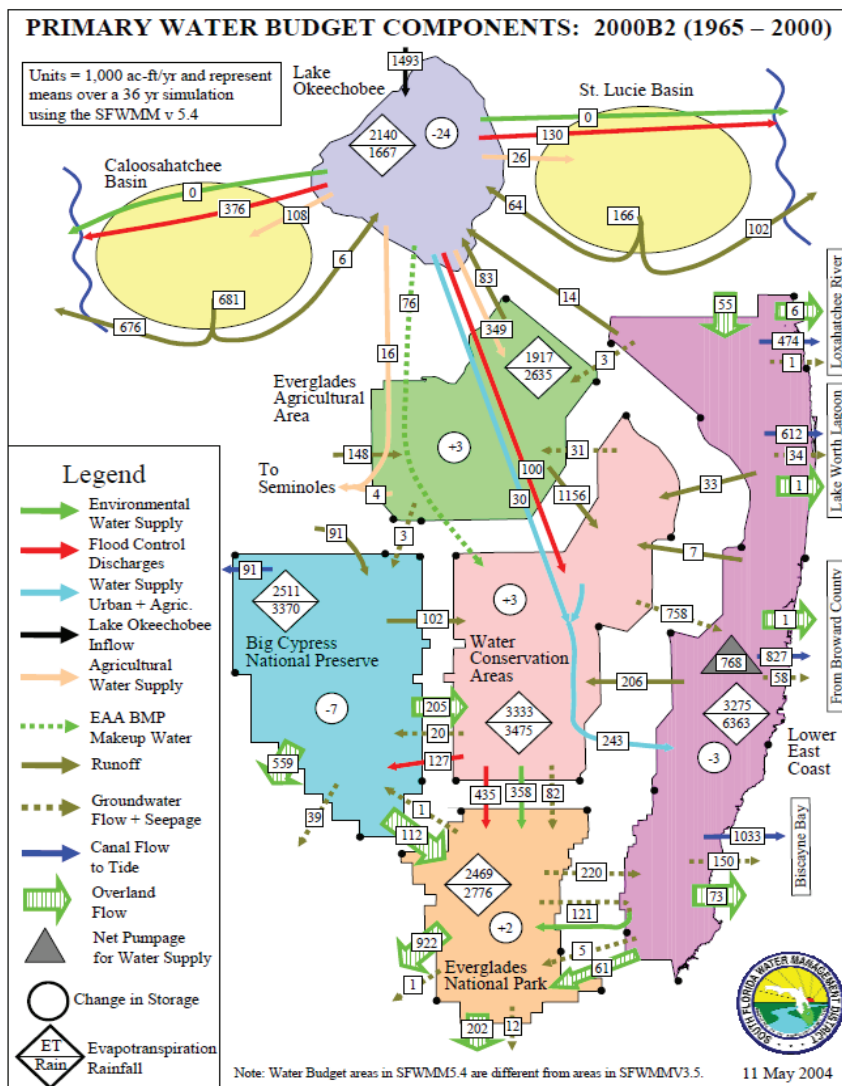 PRIMARY WATER BUDGET COMPONENTS: 2000B2 (1965 – 2000)
Units = 1,000 ac-ft/yr and represent
means over a 36 yr simulation
using the SFWMM v 5.4
Lake
Okeechobee
1493
St. Lucie Basin
2140
1667
-24
0
130
26
Caloosahatchee
Basin
0
376
108
64
166
102
6
681
676
83
76
14
349
16
55
6
474
1
Loxahatchee River
1917
2635
3
Everglades
Agricultural
Area
+3
148
31
612
34
1
Lake Worth Lagoon
To
Seminoles
4
100
30
1156
33
3
7
91
91
2511
3370
+3
Big Cypress
National Preserve
102
Water
Conservation
Areas
758
1
827
58
From Broward County
768
206
3275
6363
-7
205
20
127
3333
3475
243
-3
Lower
East
Coast
559
435
358
82
39
1
112
1033
150
73
Biscayne Bay
2469
2776
220
121
+2
922
5
61
Everglades
National Park
1
202
12
Legend
Environmental
Water Supply
Flood Control
Discharges
Water Supply
Urban + Agric.
Lake Okeechobee
Inflow
Agricultural
Water Supply
EAA BMP
Makeup Water
Runoff
Groundwater
Flow + Seepage
Canal Flow
to Tide
Overland
Flow
Net Pumpage
for Water Supply
Change in Storage
ET
Rain
Evapotranspiration
Rainfall
SOUTH FLORIDA WATER MANAGEMENT DISTRICT
Note: Water Budget areas in SFWMM5.4 are different from areas in SFWMMV3.5.
11 May 2004